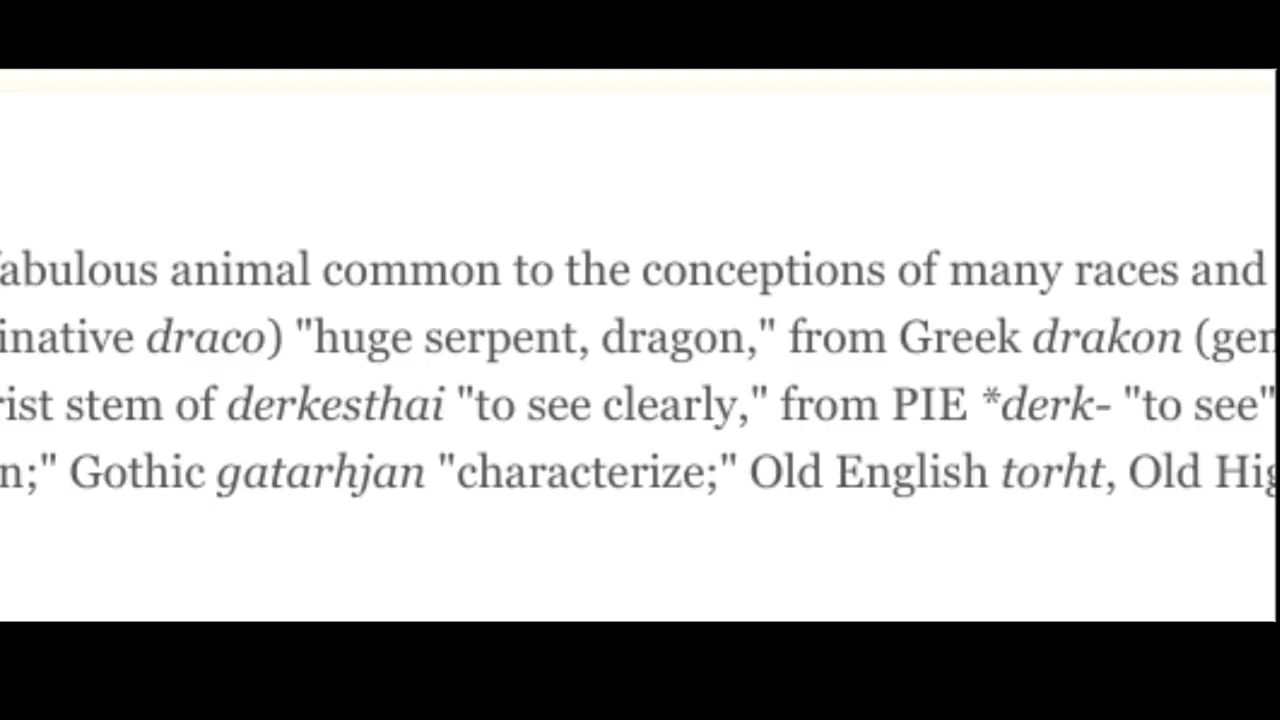 abulous animal common to the conceptions of many races and
inative draco) "huge serpent, dragon," from Greek drakon (gen
rist stem of derkesthai "to see clearly," from PIE *derk- "to see"
n;" Gothic gatarhjan "characterize;" Old English torht, Old Hig